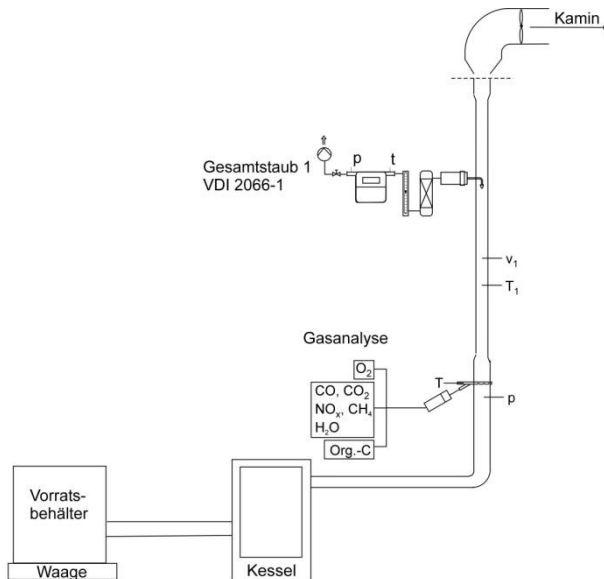 Kamin
Gesamtstaub 1
VDI 2066-1
p
t
v₁
T₁
Gasanalyse
O₂
CO, CO₂
NOₓ, CH₄
H₂O
Org.-C
T
p
Vorrats-
behälter
Waage
Kessel